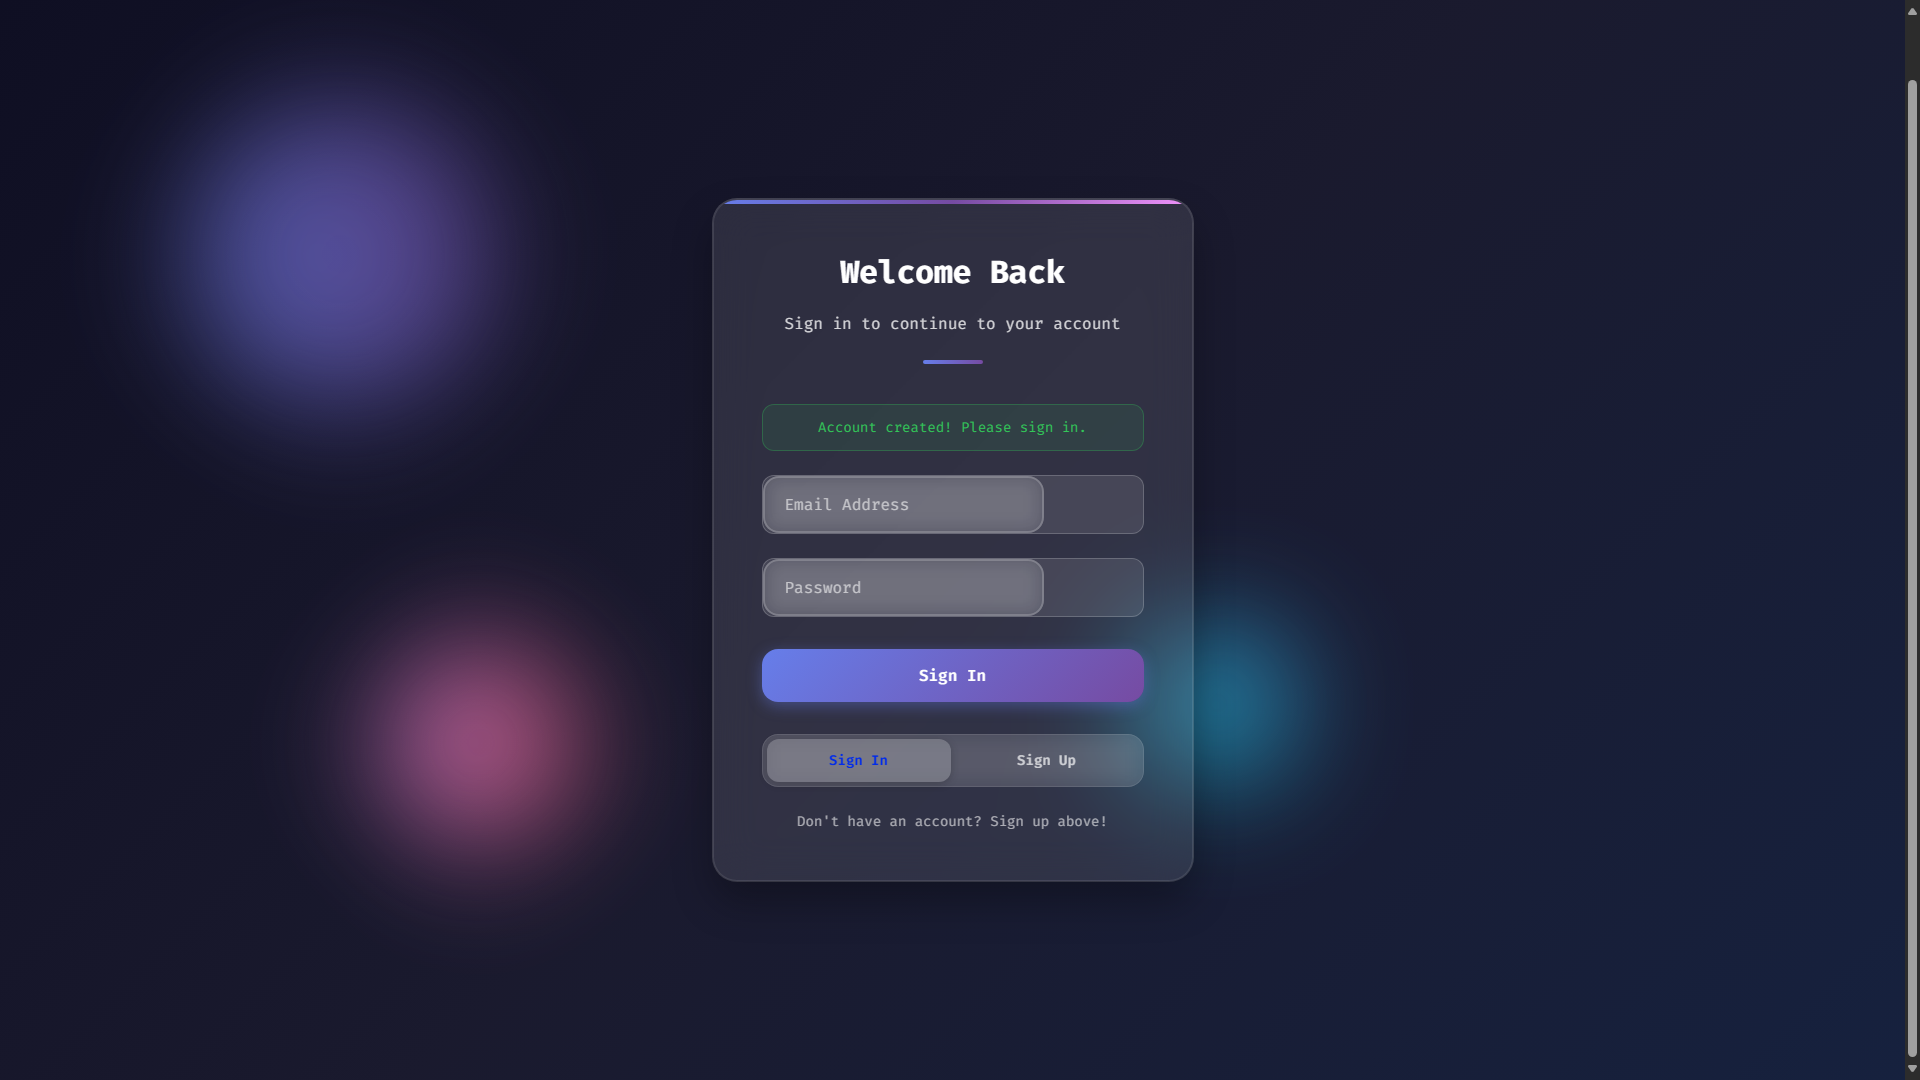 Welcome Back
Sign in to continue to your account
Account created! Please sign in.
Email Address
Password
Sign In
Sign In Sign Up
Don't have an account? Sign up above!